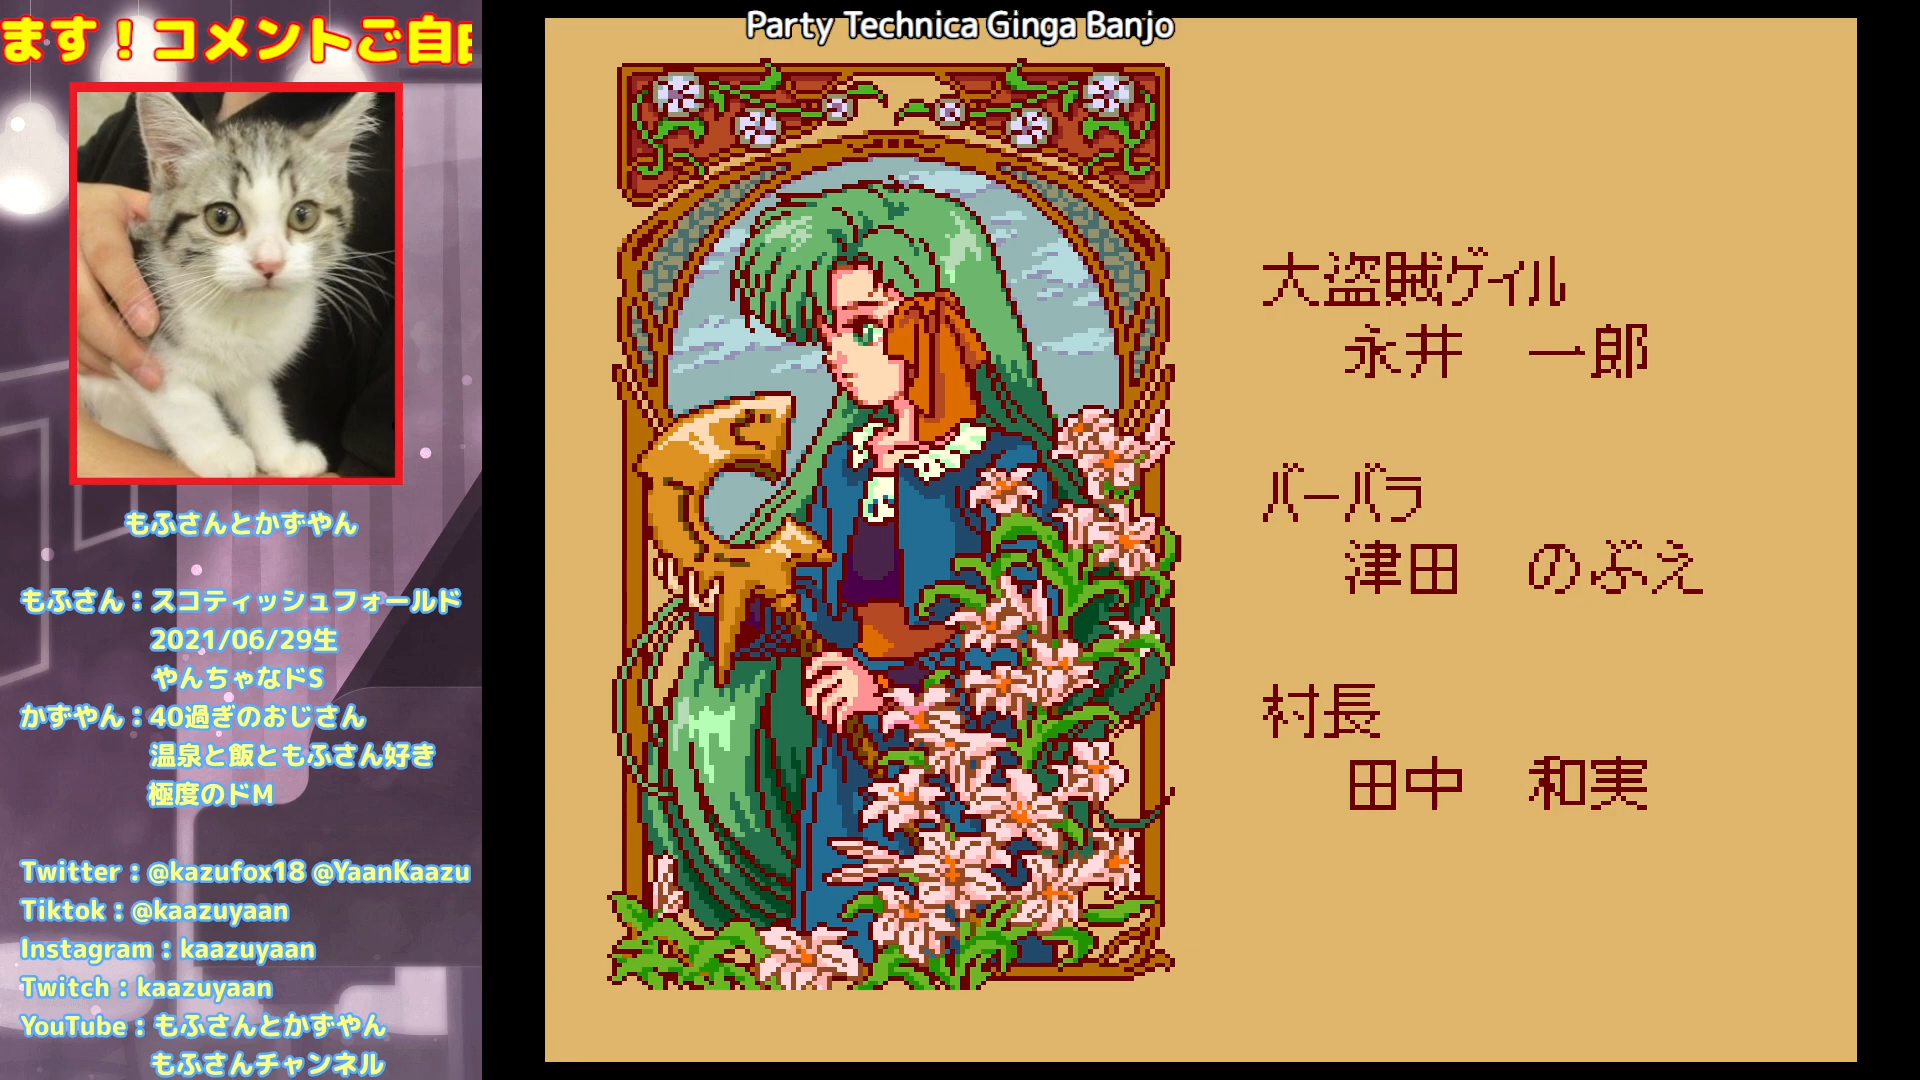 ます！コメントご自由
もふさんとかずやん
もふさん：スコティッシュフォールド
2021/06/29生
やんちゃなドS
かずやん：40過ぎのおじさん
温泉と飯ともふさん好き
極度のドM
Twitter：@kazufox18 @YaanKaazu
Tiktok：@kaazuyaan
Instagram：kaazuyaan
Twitch：kaazuyaan
YouTube：もふさんとかずやん
もふさんチャンネル
Party Technica Ginga Banjo
大盗賊ゲイル
永井　一郎
バーバラ
津田　のぶえ
村長
田中　和実